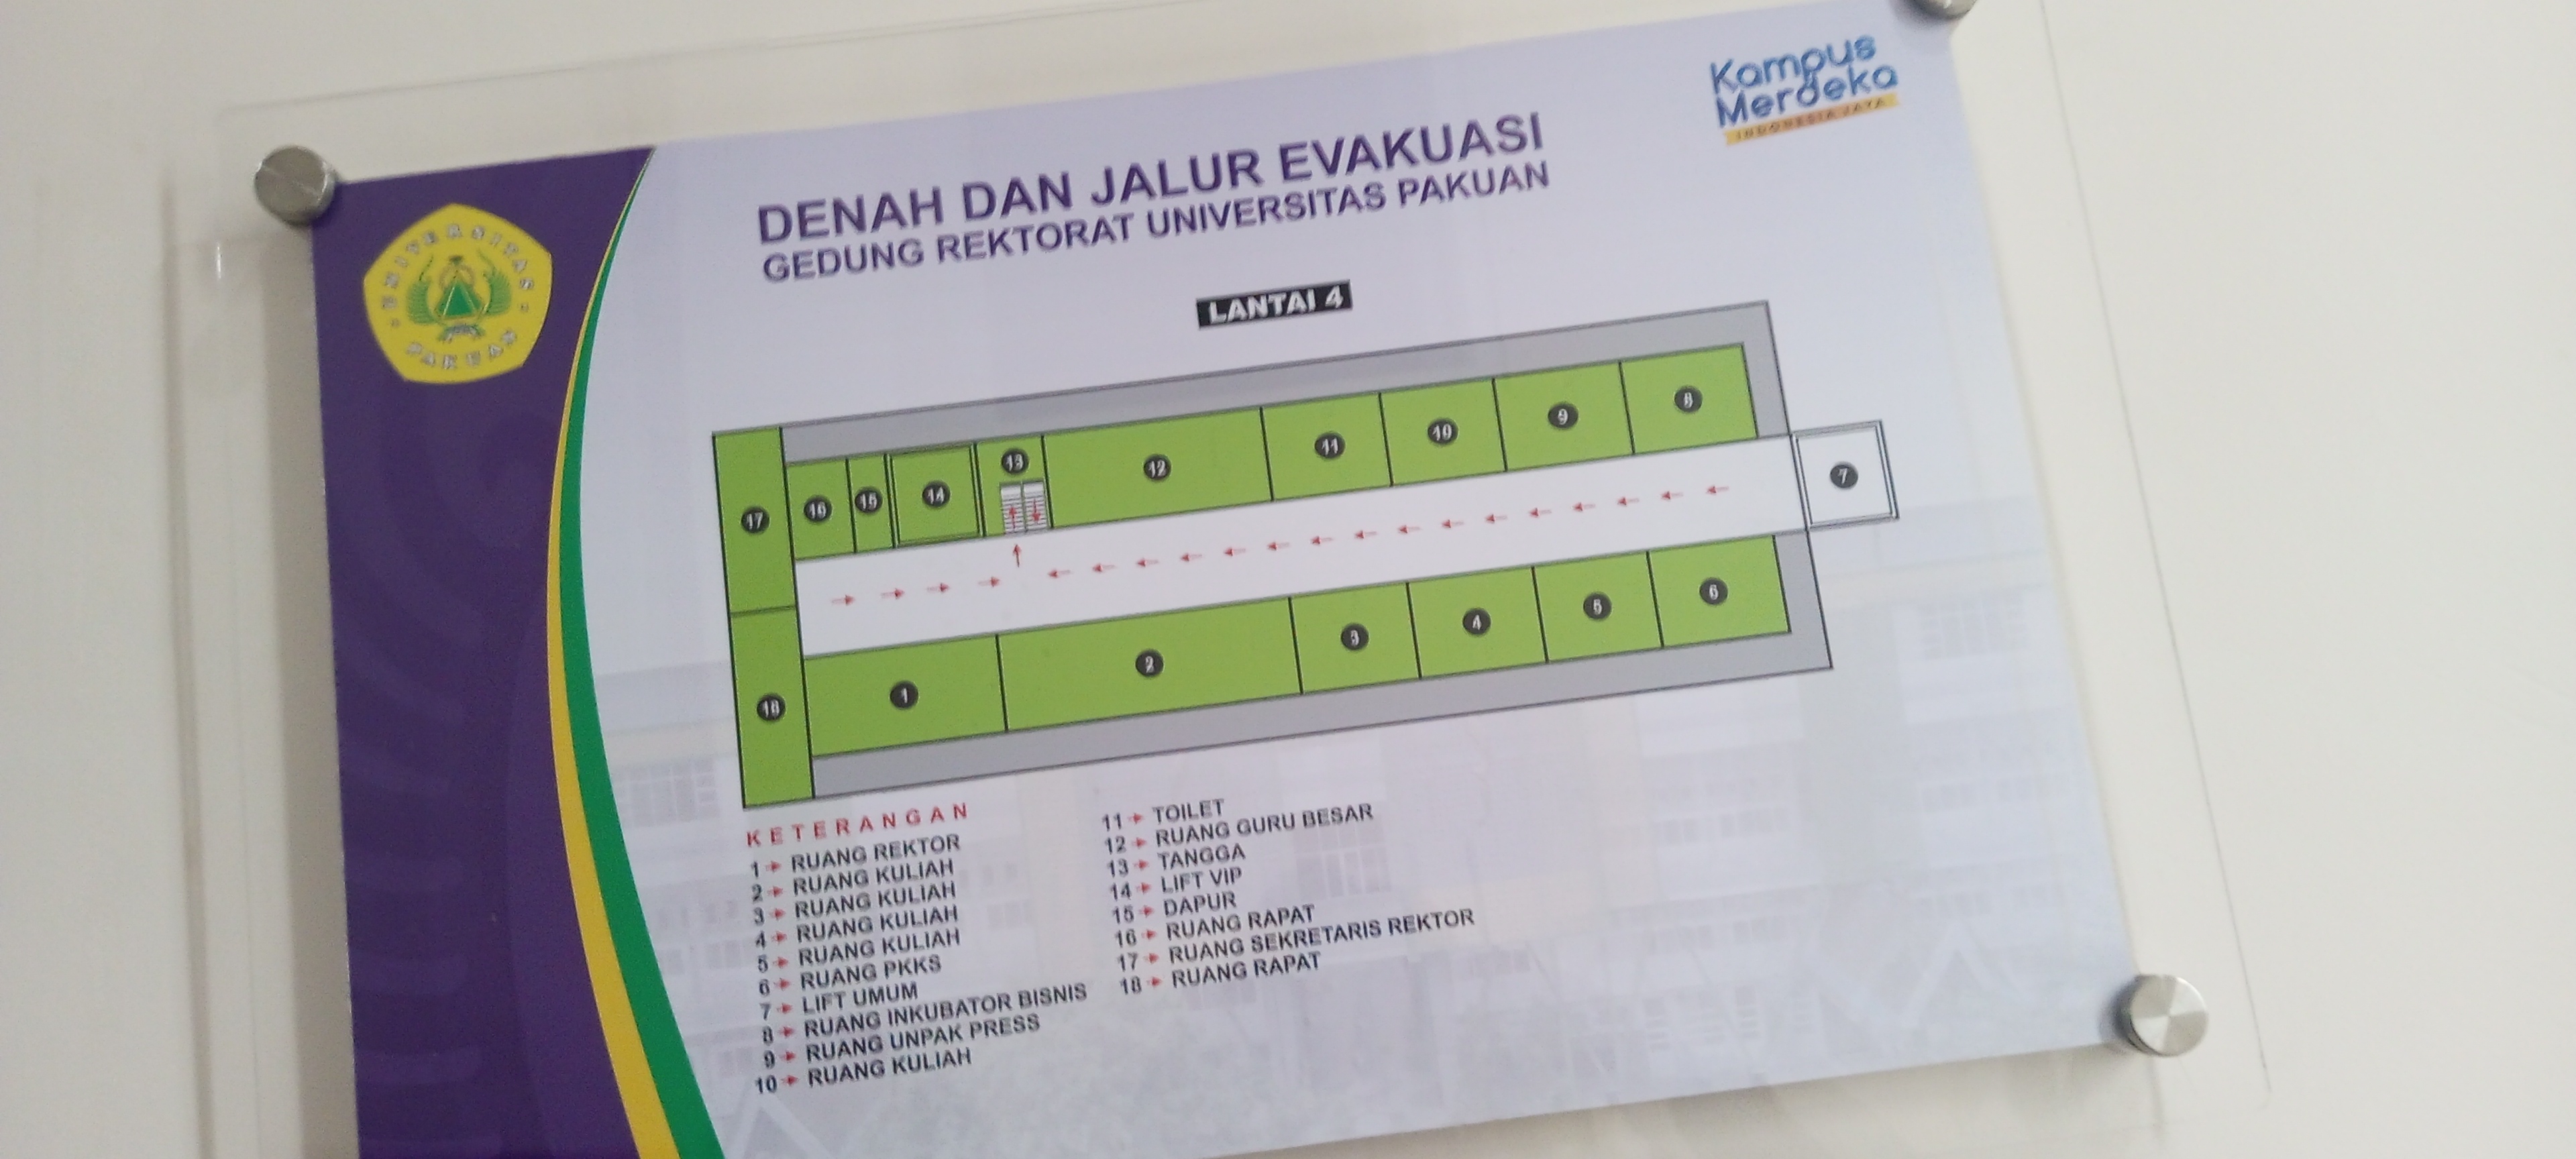 Kampus
Merdeka
INDONESIA JAYA
UNIVERSITAS
PAKUAN
DENAH DAN JALUR EVAKUASI
GEDUNG REKTORAT UNIVERSITAS PAKUAN
LANTAI 4
17 16 15 14 13 12 11 10 9 8 7
18 1 2 3 4 5 6
KETERANGAN
1 → RUANG REKTOR
2 → RUANG KULIAH
3 → RUANG KULIAH
4 → RUANG KULIAH
5 → RUANG KULIAH
6 → RUANG PKKS
7 → LIFT UMUM
8 → RUANG INKUBATOR BISNIS
9 → RUANG UNPAK PRESS
10 → RUANG KULIAH
11 → TOILET
12 → RUANG GURU BESAR
13 → TANGGA
14 → LIFT VIP
15 → DAPUR
16 → RUANG RAPAT
17 → RUANG SEKRETARIS REKTOR
18 → RUANG RAPAT